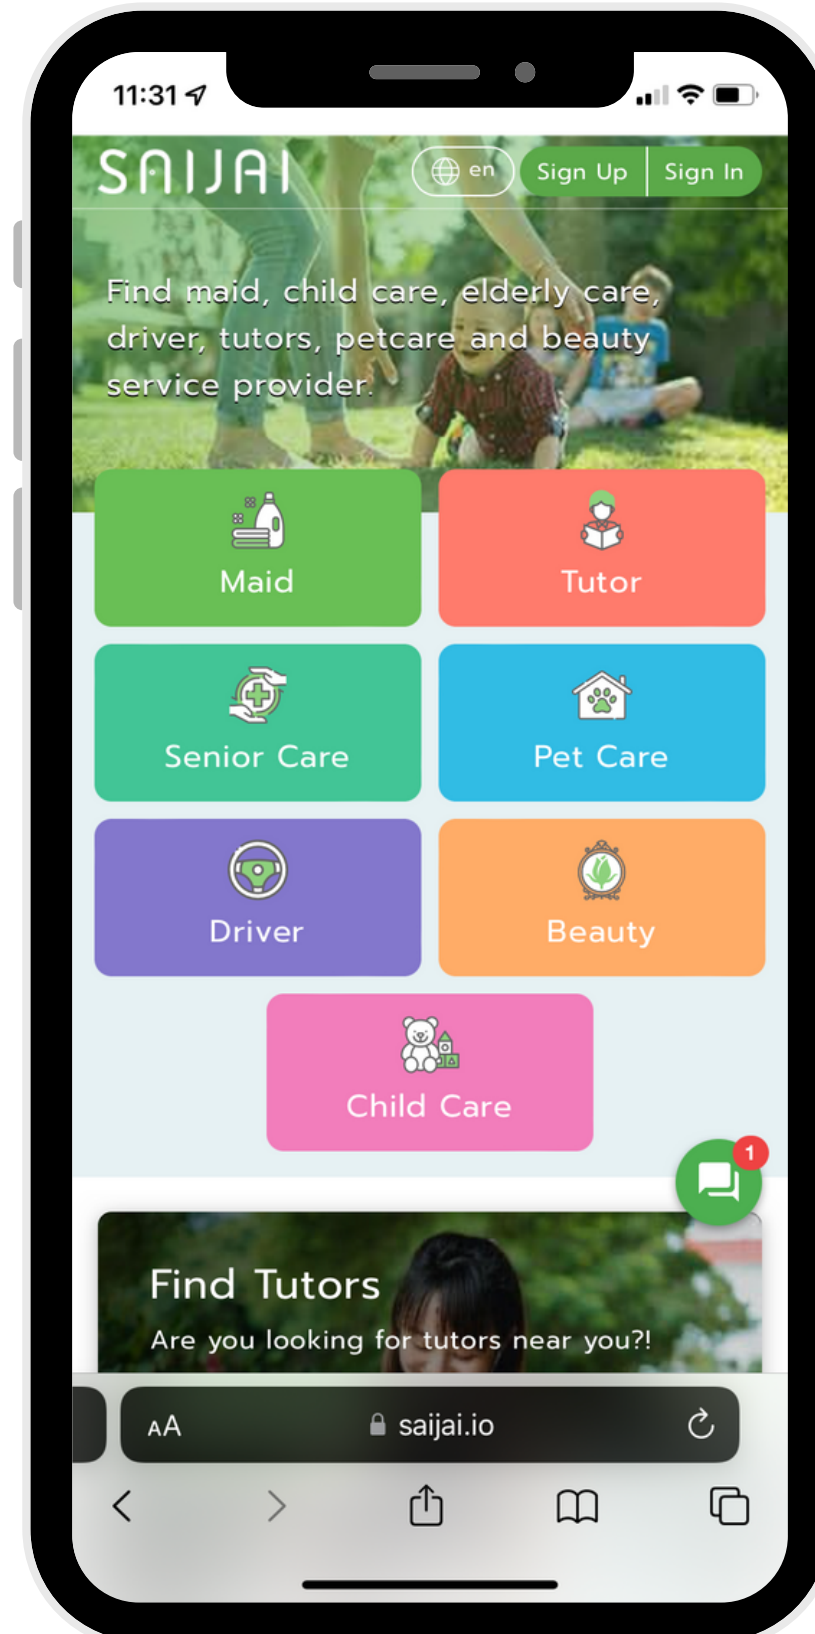 11:31
SAIJAI
en
Sign Up
Sign In
Find maid, child care, elderly care,
driver, tutors, petcare and beauty
service provider.
Maid
Tutor
Senior Care
Pet Care
Driver
Beauty
Child Care
1
Find Tutors
Are you looking for tutors near you?!
AA
saijai.io